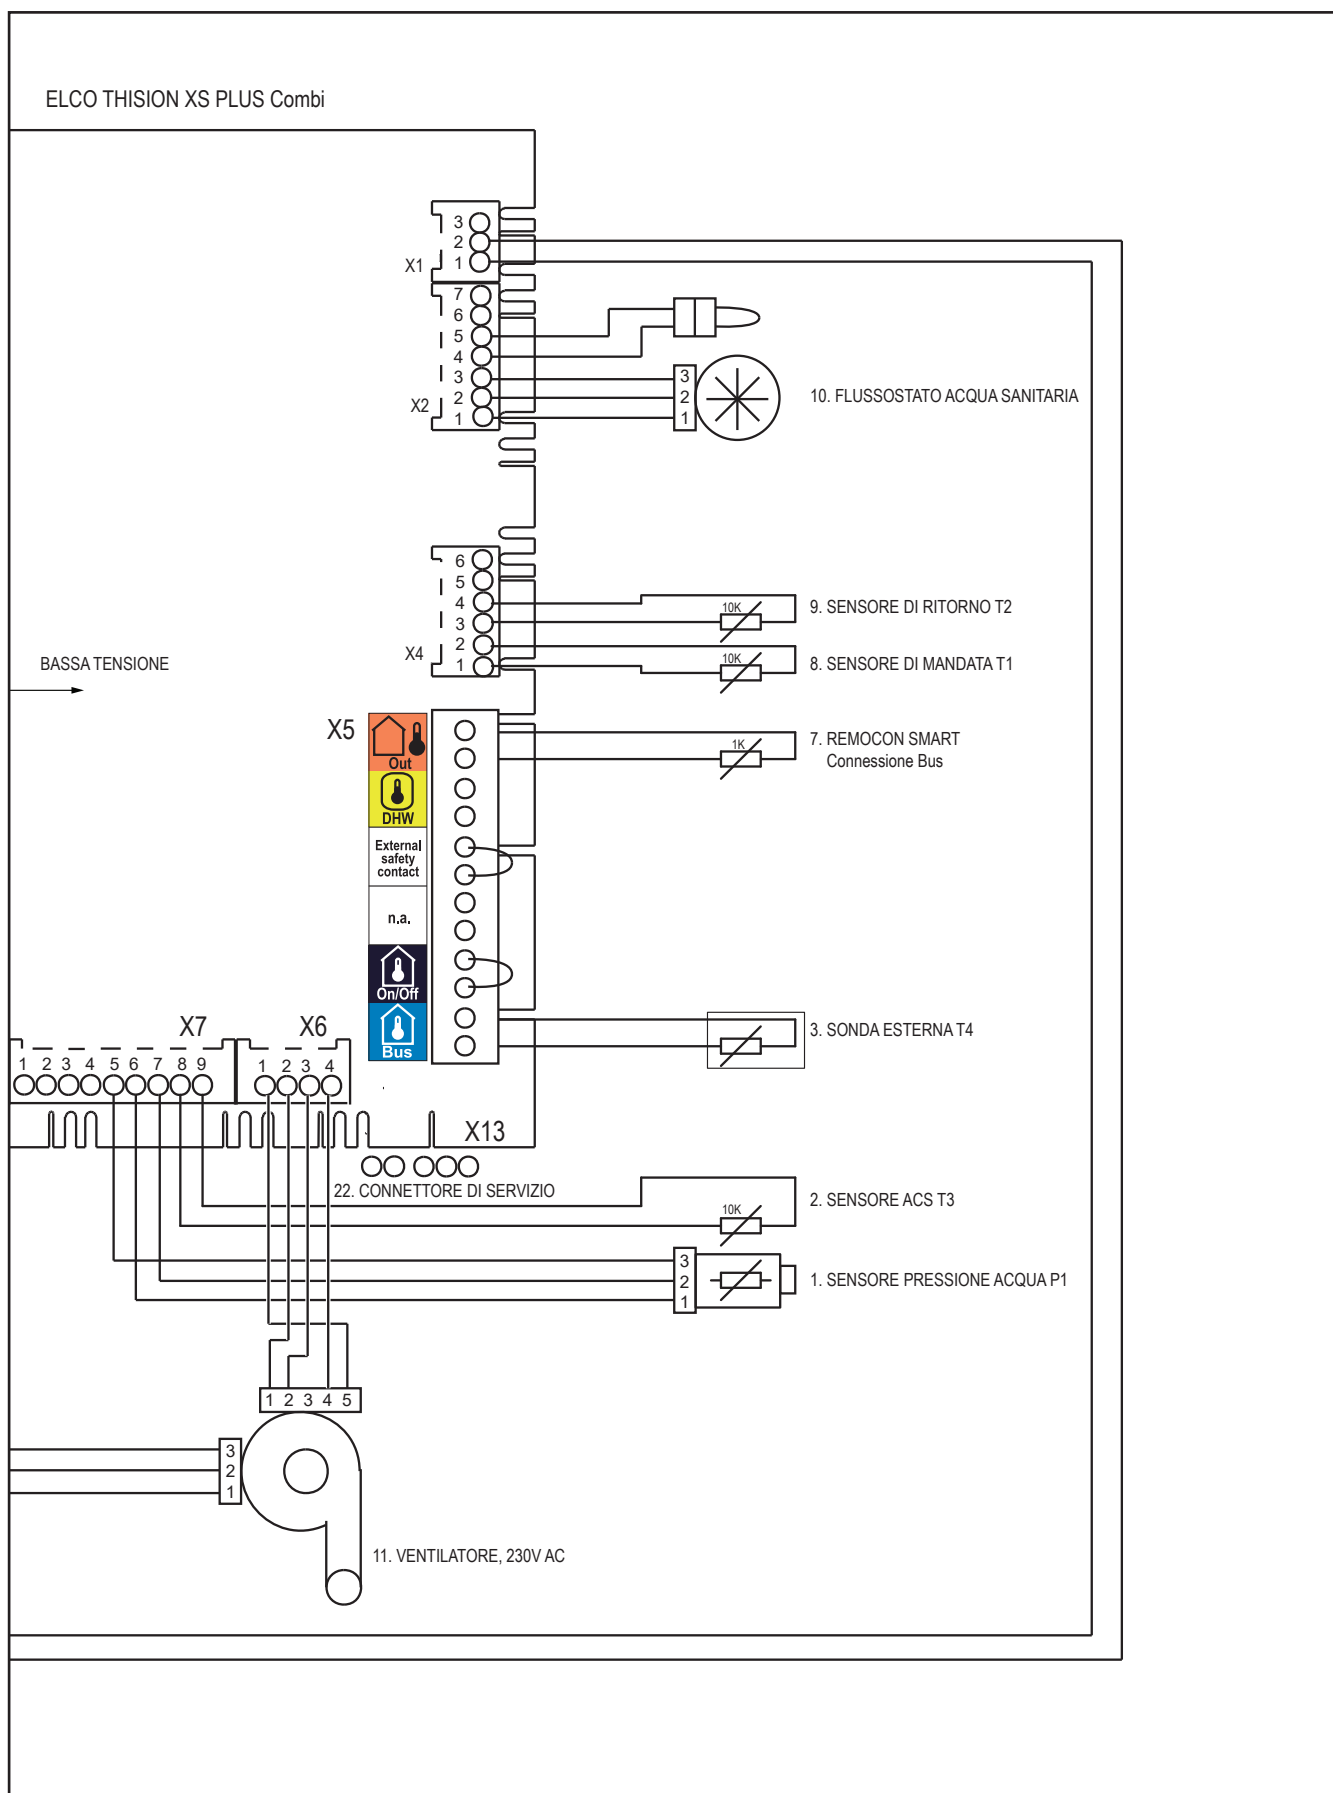 ELCO THISION XS PLUS Combi
3
2
1
X1
7
6
5
4
3
2
1
X2
3
2
1
10. FLUSSOSTATO ACQUA SANITARIA
6
5
4
3
2
1
X4
10K
9. SENSORE DI RITORNO T2
10K
8. SENSORE DI MANDATA T1
BASSA TENSIONE
X5
Out
DHW
External
safety
contact
n.a.
On/Off
Bus
1K
7. REMOCON SMART
Connessione Bus
3. SONDA ESTERNA T4
X7
X6
1 2 3 4 5 6 7 8 9
1 2 3 4
X13
22. CONNETTORE DI SERVIZIO
10K
2. SENSORE ACS T3
3
2
1
1. SENSORE PRESSIONE ACQUA P1
1 2 3 4 5
3
2
1
11. VENTILATORE, 230V AC